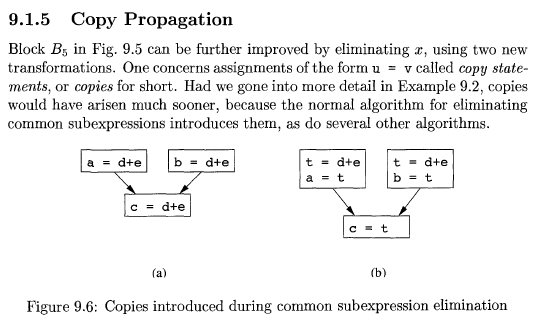 9.1.5 Copy Propagation
Block B5 in Fig. 9.5 can be further improved by eliminating x, using two new
transformations. One concerns assignments of the form u = v called copy state-
ments, or copies for short. Had we gone into more detail in Example 9.2, copies
would have arisen much sooner, because the normal algorithm for eliminating
common subexpressions introduces them, as do several other algorithms.
a = d+e
b = d+e
c = d+e
(a)
t = d+e
a = t
t = d+e
b = t
c = t
(b)
Figure 9.6: Copies introduced during common subexpression elimination